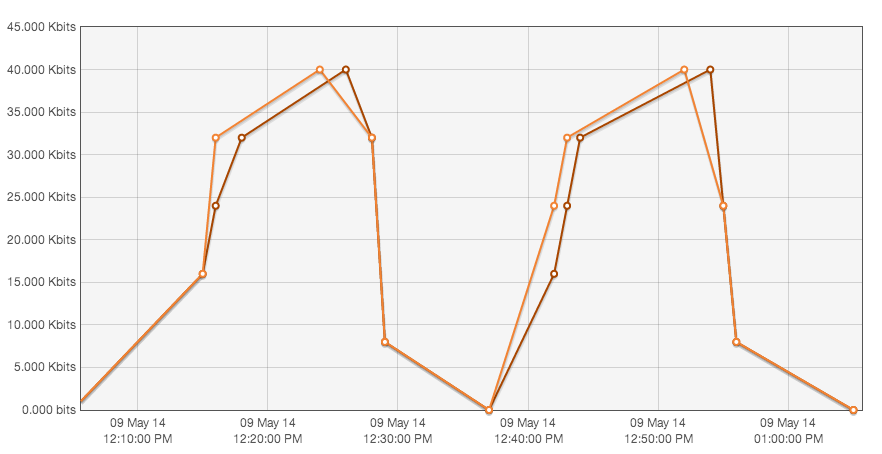 45.000 Kbits
40.000 Kbits
35.000 Kbits
30.000 Kbits
25.000 Kbits
20.000 Kbits
15.000 Kbits
10.000 Kbits
5.000 Kbits
0.000 bits
09 May 14
12:10:00 PM
09 May 14
12:20:00 PM
09 May 14
12:30:00 PM
09 May 14
12:40:00 PM
09 May 14
12:50:00 PM
09 May 14
01:00:00 PM